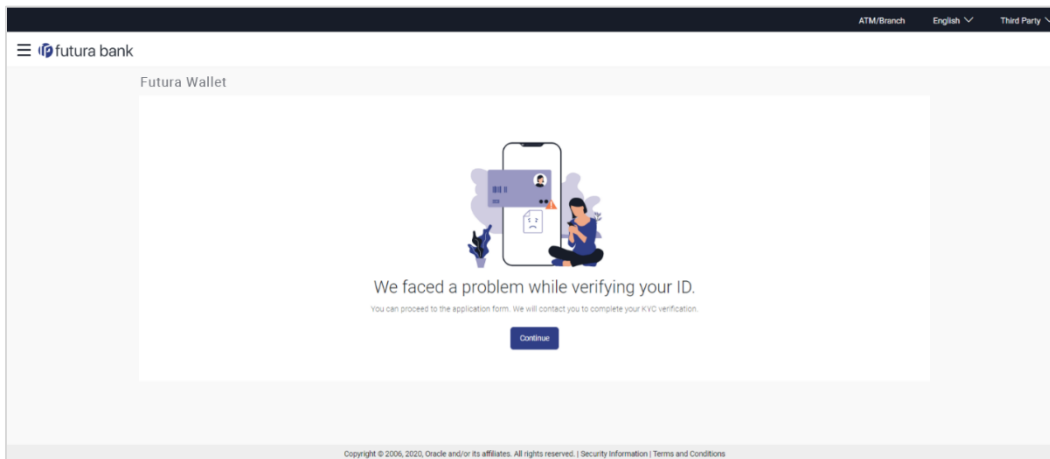 ATM/Branch English Third Party
futura bank
Futura Wallet
We faced a problem while verifying your ID.
You can proceed to the application form. We will contact you to complete your KYC verification.
Continue
Copyright © 2006, 2020, Oracle and/or its affiliates. All rights reserved. | Security Information | Terms and Conditions